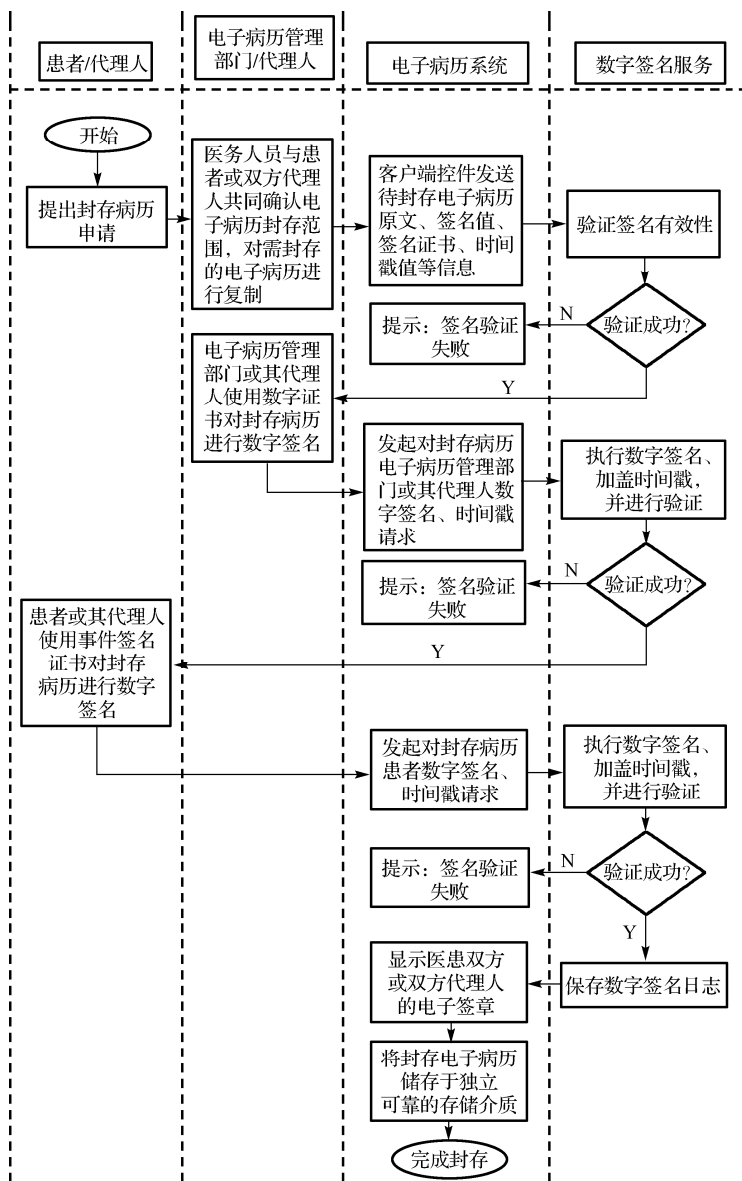 患者/代理人
电子病历管理
部门/代理人
电子病历系统
数字签名服务
开始
提出封存病历
申请
医务人员与患
者或双方代理
人共同确认电
子病历封存范
围，对需封存
的电子病历进
行复制
客户端控件发送
待封存电子病历
原文、签名值、
签名证书、时间
戳值等信息
验证签名有效性
验证成功?
N
提示：签名验证
失败
Y
电子病历管理
部门或其代理
人使用数字证
书对封存病历
进行数字签名
发起对封存病历
电子病历管理部
门或其代理人数
字签名、时间戳
请求
执行数字签名、
加盖时间戳，
并进行验证
验证成功?
N
提示：签名验证
失败
Y
患者或其代理人
使用事件签名
证书对封存
病历进行数字
签名
发起对封存病历
患者数字签名、
时间戳请求
执行数字签名、
加盖时间戳，
并进行验证
验证成功?
N
提示：签名验证
失败
Y
保存数字签名日志
显示医患双方
或双方代理人
的电子签章
将封存电子病历
储存于独立
可靠的存储介质
完成封存